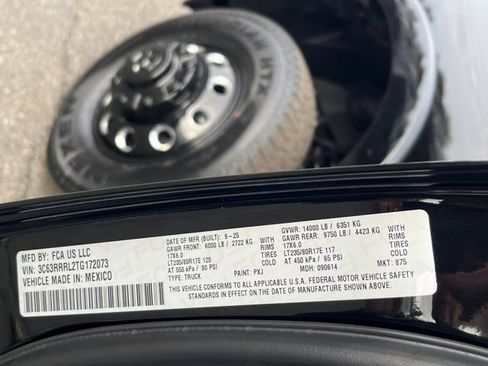 MFD BY: FCA US LLC
VIN: 3C63RRRL2TG172073
VEHICLE MADE IN: MEXICO
DATE OF MFR (BUILT): 9-25
GAWR FRONT: 6000 LB / 2722 KG WITH
17X6.0 RIMS
LT235/80R17E 120 TIRES
AT 550 kPa / 80 PSI COLD
TYPE: TRUCK PAINT: PXJ
GVWR: 14000 LB / 6351 KG
GAWR REAR: 9750 LB / 4423 KG WITH
17X6.0
LT235/80R17E 117
AT 450 kPa / 65 PSI COLD
MDH: 090614 MKT: 875
THIS VEHICLE CONFORMS TO ALL APPLICABLE U.S.A. FEDERAL MOTOR VEHICLE
SAFETY STANDARDS IN EFFECT ON THE DATE OF MANUFACTURE SHOWN ABOVE
HTX